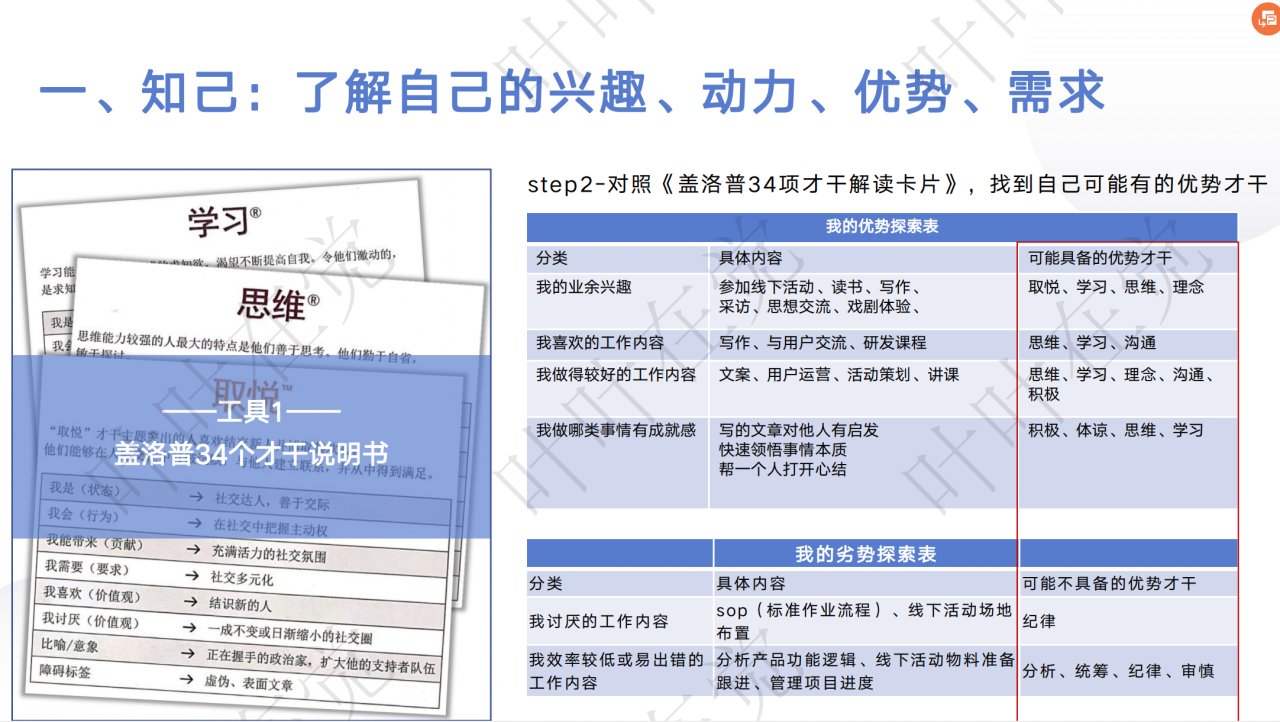 一、知己：了解自己的兴趣、动力、优势、需求
学习®
渴望不断提高自我。令他们激动的，
学习能
是求知
我是
我会
思维®
思维能力较强的人最大的特点是他们善于思考。他们勤于自省，
敏于探讨。
取悦™
——工具1——
盖洛普34个才干说明书
“取悦”才干主题突出的人喜欢结交新人
他们能够在人 与他人建立联系，并从中得到满足。
我是（状态） → 社交达人，善于交际
我会（行为） → 在社交中把握主动权
我能带来（贡献） → 充满活力的社交氛围
我需要（要求） → 社交多元化
我喜欢（价值观） → 结识新的人
我讨厌（价值观） → 一成不变或日渐缩小的社交圈
比喻/意象 → 正在握手的政治家，扩大他的支持者队伍
障碍标签 → 虚伪、表面文章
step2-对照《盖洛普34项才干解读卡片》，找到自己可能有的优势才干
我的优势探索表
分类 具体内容 可能具备的优势才干
我的业余兴趣 参加线下活动、读书、写作、 取悦、学习、思维、理念
采访、思想交流、戏剧体验、
我喜欢的工作内容 写作、与用户交流、研发课程 思维、学习、沟通
我做得较好的工作内容 文案、用户运营、活动策划、讲课 思维、学习、理念、沟通、
积极
我做哪类事情有成就感 写的文章对他人有启发 积极、体谅、思维、学习
快速领悟事情本质
帮一个人打开心结
我的劣势探索表
分类 具体内容 可能不具备的优势才干
我讨厌的工作内容 sop（标准作业流程）、线下活动场地 纪律
布置
我效率较低或易出错的 分析产品功能逻辑、线下活动物料准备 分析、统筹、纪律、审慎
工作内容 跟进、管理项目进度
叶叶在觉